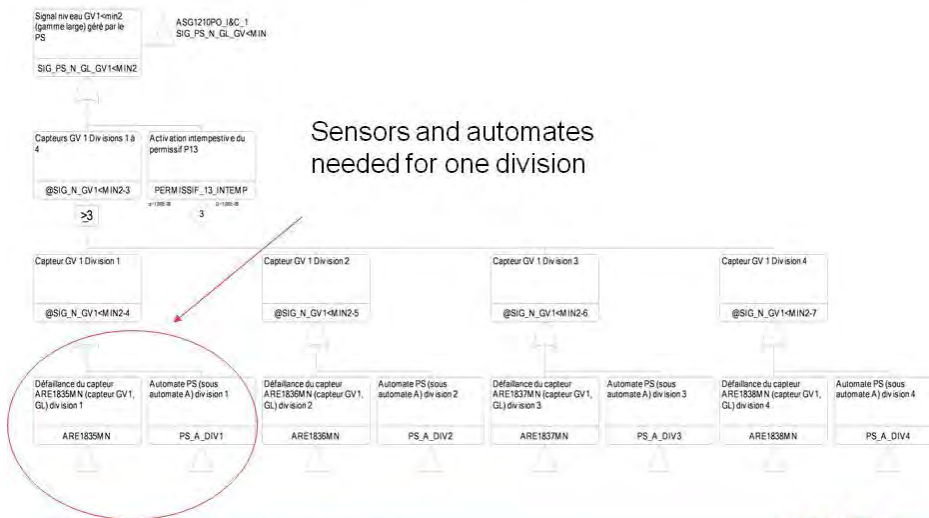 Signal niveau GV1<min2
(gamme large) géré par le
PS
SIG_PS_N_GL_GV1<MIN2
ASG1210PO_I&C_1
SIG_PS_N_GL_GV<MIN
Sensors and automates
needed for one division
Capteurs GV 1 Divisions 1 à
4
@SIG_N_GV1<MIN2-3
≥3
Activation intempestive du
permissif P13
PERMISSIF_13_INTEMP
3
Capteur GV 1 Division 1
@SIG_N_GV1<MIN2-4
Capteur GV 1 Division 2
@SIG_N_GV1<MIN2-5
Capteur GV 1 Division 3
@SIG_N_GV1<MIN2-6
Capteur GV 1 Division 4
@SIG_N_GV1<MIN2-7
Défaillance du capteur
ARE1835MN (capteur GV1,
GL) division 1
ARE1835MN
Automate PS (sous
automate A) division 1
PS_A_DIV1
Défaillance du capteur
ARE1836MN (capteur GV1,
GL) division 2
ARE1836MN
Automate PS (sous
automate A) division 2
PS_A_DIV2
Défaillance du capteur
ARE1837MN (capteur GV1,
GL) division 3
ARE1837MN
Automate PS (sous
automate A) division 3
PS_A_DIV3
Défaillance du capteur
ARE1838MN (capteur GV1,
GL) division 4
ARE1838MN
Automate PS (sous
automate A) division 4
PS_A_DIV4